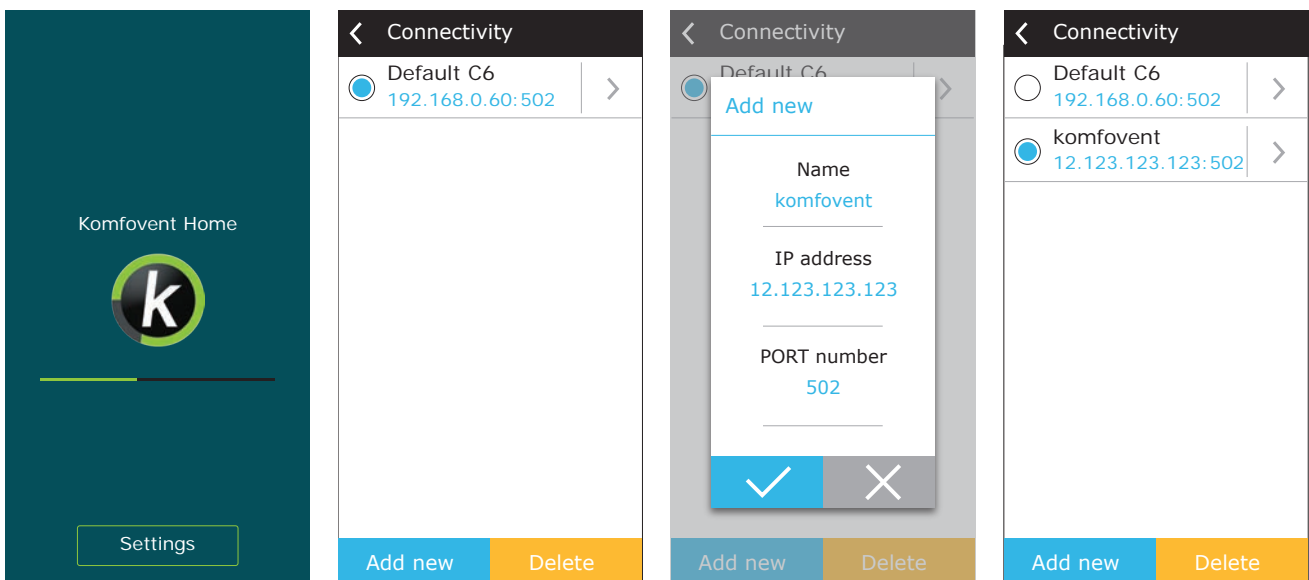 Komfovent Home
k
Settings
Connectivity
Default C6
192.168.0.60:502
Add new
Delete
Connectivity
Default C6
Add new
Name
komfovent
IP address
12.123.123.123
PORT number
502
Add new
Delete
Connectivity
Default C6
192.168.0.60:502
komfovent
12.123.123.123:502
Add new
Delete